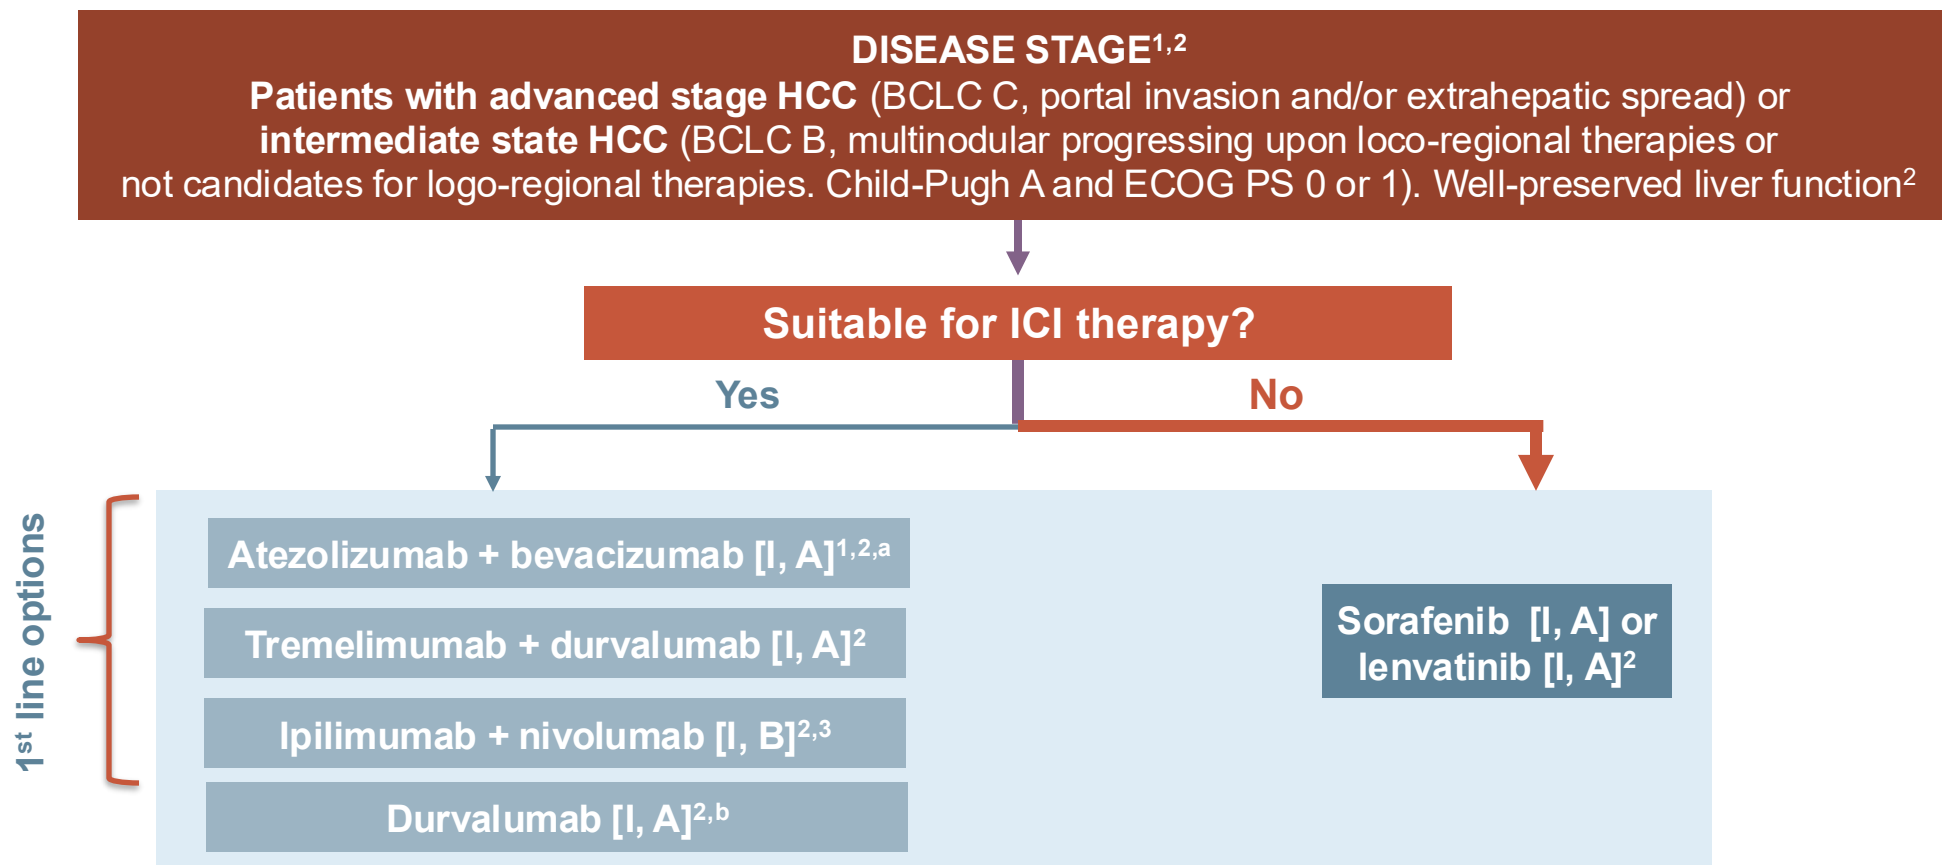 DISEASE STAGE1,2
Patients with advanced stage HCC (BCLC C, portal invasion and/or extrahepatic spread) or
intermediate state HCC (BCLC B, multinodular progressing upon loco-regional therapies or
not candidates for logo-regional therapies. Child-Pugh A and ECOG PS 0 or 1). Well-preserved liver function2
Suitable for ICI therapy?
Yes
No
1st line options
Atezolizumab + bevacizumab [I, A]1,2,a
Tremelimumab + durvalumab [I, A]2
Ipilimumab + nivolumab [I, B]2,3
Durvalumab [I, A]2,b
Sorafenib [I, A] or
lenvatinib [I, A]2